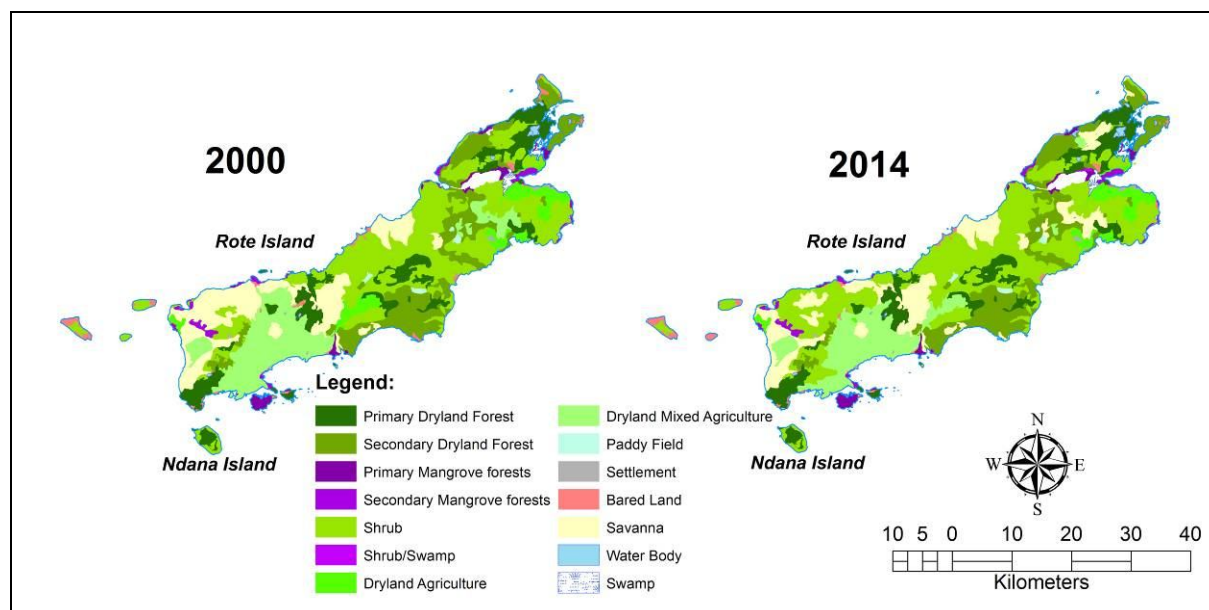 2000
2014
Rote Island
Rote Island
Legend:
Primary Dryland Forest
Secondary Dryland Forest
Primary Mangrove forests
Secondary Mangrove forests
Shrub
Shrub/Swamp
Dryland Agriculture
Dryland Mixed Agriculture
Paddy Field
Settlement
Bared Land
Savanna
Water Body
Swamp
Ndana Island
Ndana Island
N
W E
S
10 5 0 10 20 30 40
Kilometers